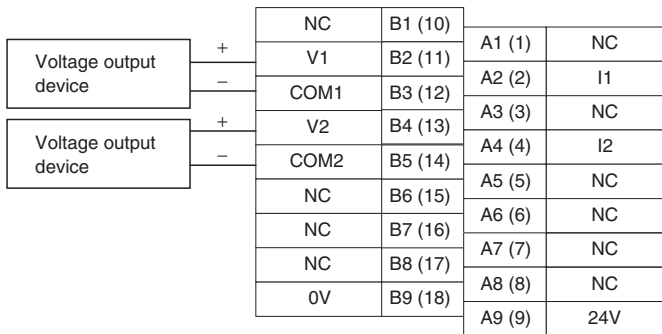 Voltage output
device
+
−
Voltage output
device
+
−
NC B1 (10)
V1 B2 (11)
COM1 B3 (12)
V2 B4 (13)
COM2 B5 (14)
NC B6 (15)
NC B7 (16)
NC B8 (17)
0V B9 (18)
A1 (1) NC
A2 (2) I1
A3 (3) NC
A4 (4) I2
A5 (5) NC
A6 (6) NC
A7 (7) NC
A8 (8) NC
A9 (9) 24V